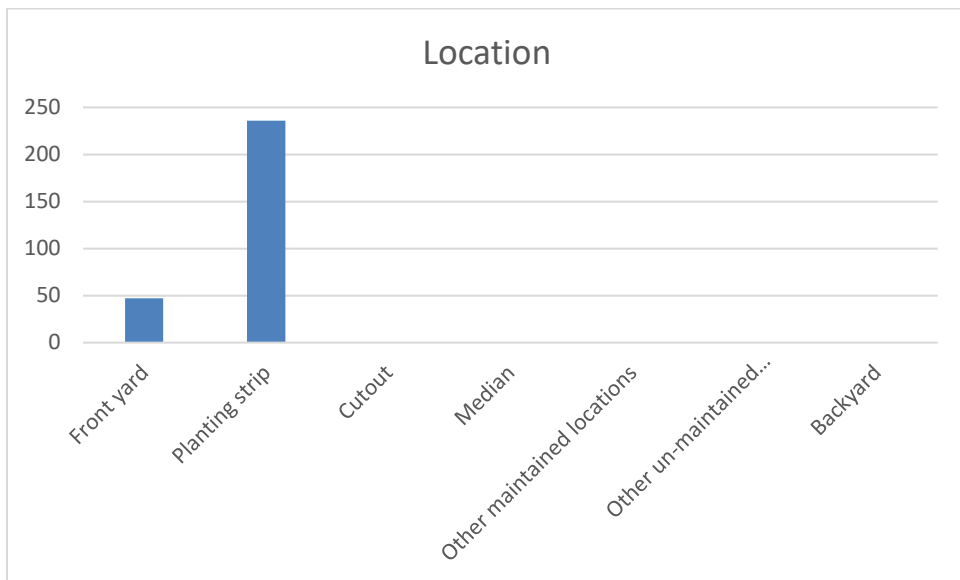 Location
250
200
150
100
50
0
Front yard
Planting strip
Cutout
Median
Other maintained locations
Other un-maintained...
Backyard